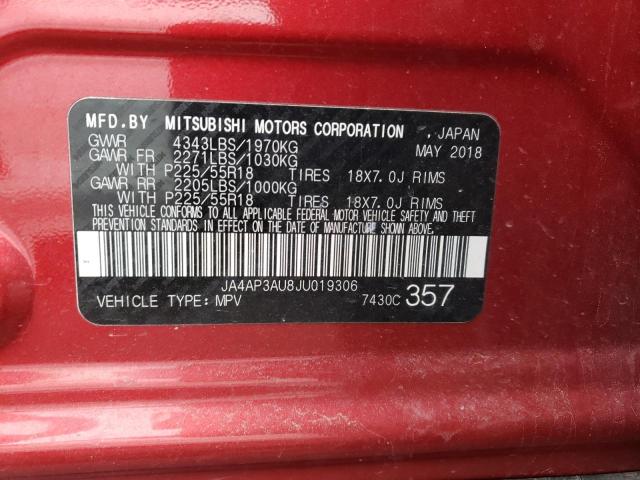 MFD.BY MITSUBISHI MOTORS CORPORATION , JAPAN
GVWR 4343LBS/1970KG MAY 2018
GAWR FR 2271LBS/1030KG
WITH P225/55R18 TIRES 18X7.0J RIMS
GAWR RR 2205LBS/1000KG
WITH P225/55R18 TIRES 18X7.0J RIMS
THIS VEHICLE CONFORMS TO ALL APPLICABLE FEDERAL MOTOR VEHICLE SAFETY AND THEFT
PREVENTION STANDARDS IN EFFECT ON THE DATE OF MANUFACTURE SHOWN ABOVE.
JA4AP3AU8JU019306
VEHICLE TYPE: MPV 7430C 357